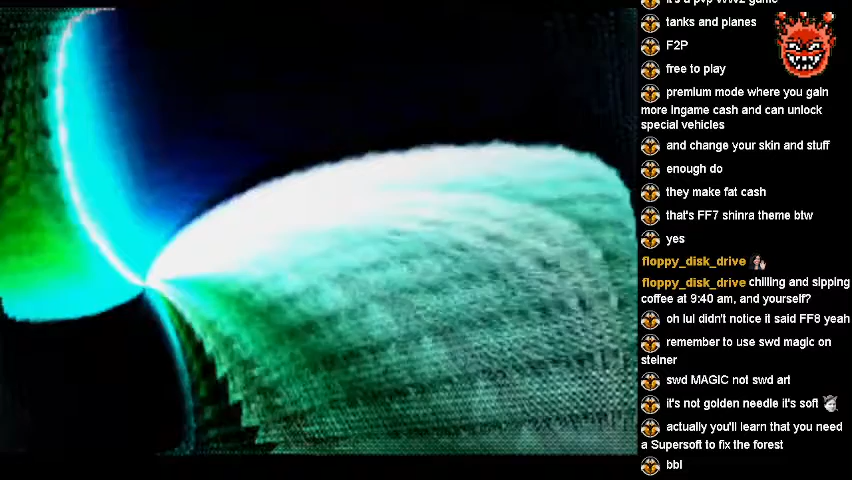 it's a pvp WW2 game
tanks and planes
F2P
free to play
premium mode where you gain
more ingame cash and can unlock
special vehicles
and change your skin and stuff
enough do
they make fat cash
that's FF7 shinra theme btw
yes
floppy_disk_drive
floppy_disk_drive chilling and sipping
coffee at 9:40 am, and yourself?
oh lul didn't notice it said FF8 yeah
remember to use swd magic on
steiner
swd MAGIC not swd art
it's not golden needle it's soft
actually you'll learn that you need
a Supersoft to fix the forest
bbl